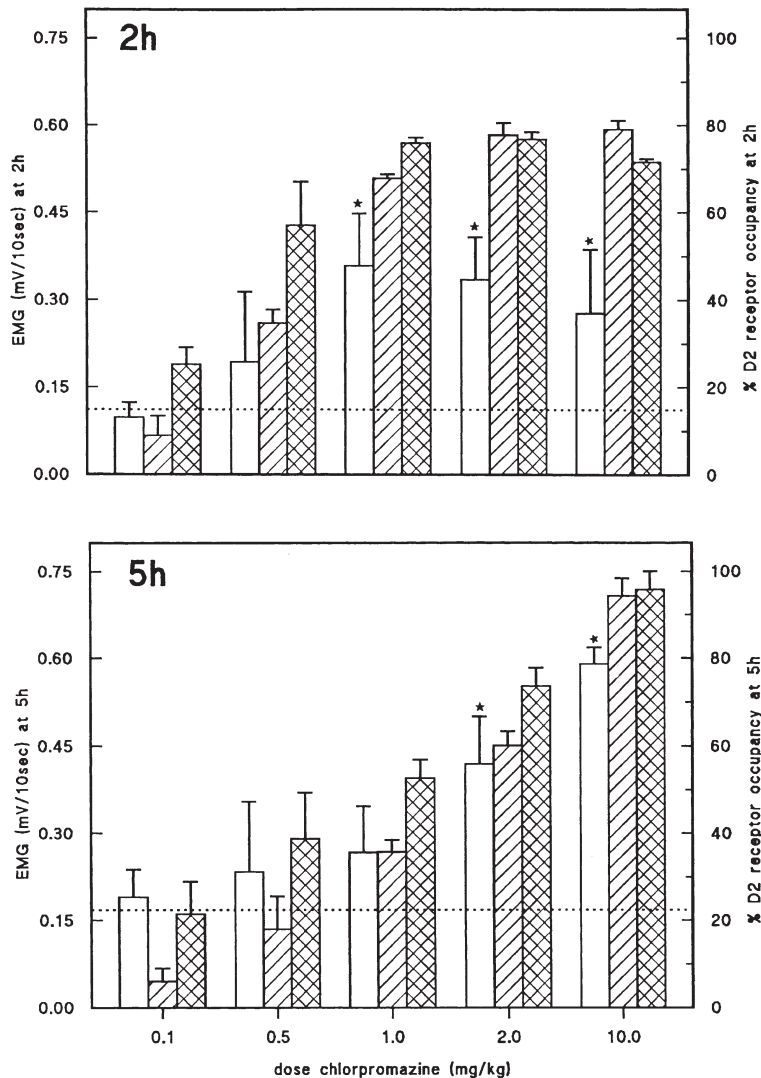 2h
EMG (mV/10sec) at 2h
0.75
0.60
0.45
0.30
0.15
0.00
* * *
100
80
60
40
20
0
% D2 receptor occupancy at 2h
5h
EMG (mV/10sec) at 5h
0.75
0.60
0.45
0.30
0.15
0.00
* *
100
80
60
40
20
0
% D2 receptor occupancy at 5h
0.1 0.5 1.0 2.0 10.0
dose chlorpromazine (mg/kg)